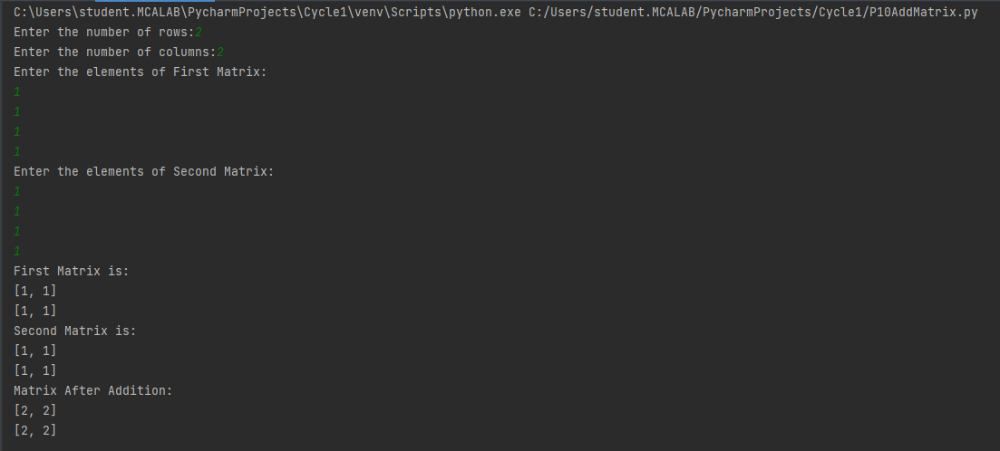 C:\Users\student.MCALAB\PycharmProjects\Cycle1\venv\Scripts\python.exe C:/Users/student.MCALAB/PycharmProjects/Cycle1/P10AddMatrix.py
Enter the number of rows:2
Enter the number of columns:2
Enter the elements of First Matrix:
1
1
1
1
Enter the elements of Second Matrix:
1
1
1
1
First Matrix is:
[1, 1]
[1, 1]
Second Matrix is:
[1, 1]
[1, 1]
Matrix After Addition:
[2, 2]
[2, 2]